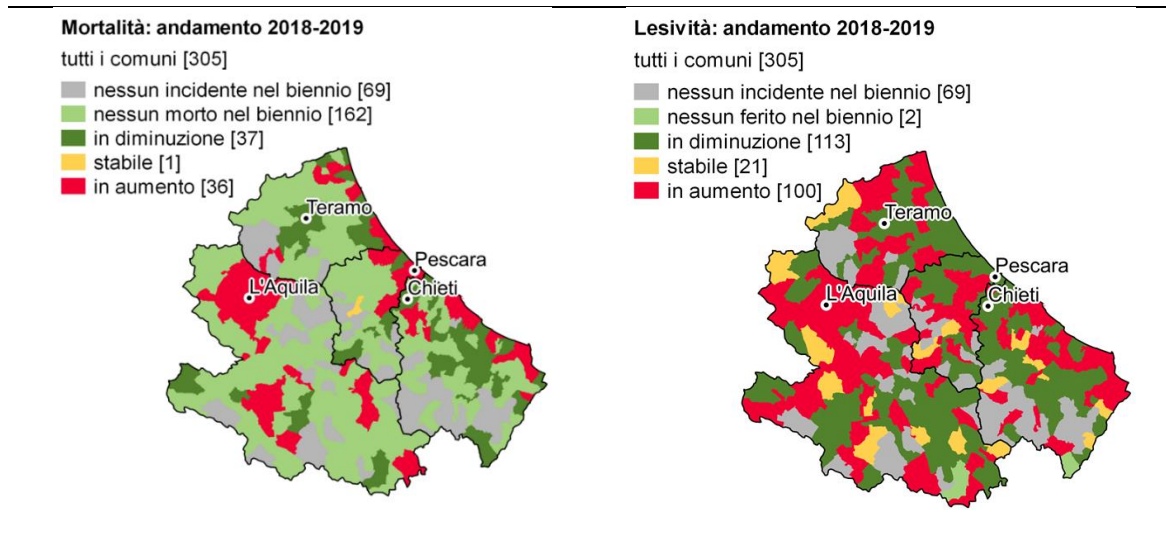 Mortalità: andamento 2018-2019
tutti i comuni [305]
nessun incidente nel biennio [69]
nessun morto nel biennio [162]
in diminuzione [37]
stabile [1]
in aumento [36]
Teramo
Pescara
L'Aquila
Chieti
Lesività: andamento 2018-2019
tutti i comuni [305]
nessun incidente nel biennio [69]
nessun ferito nel biennio [2]
in diminuzione [113]
stabile [21]
in aumento [100]
Teramo
Pescara
L'Aquila
Chieti